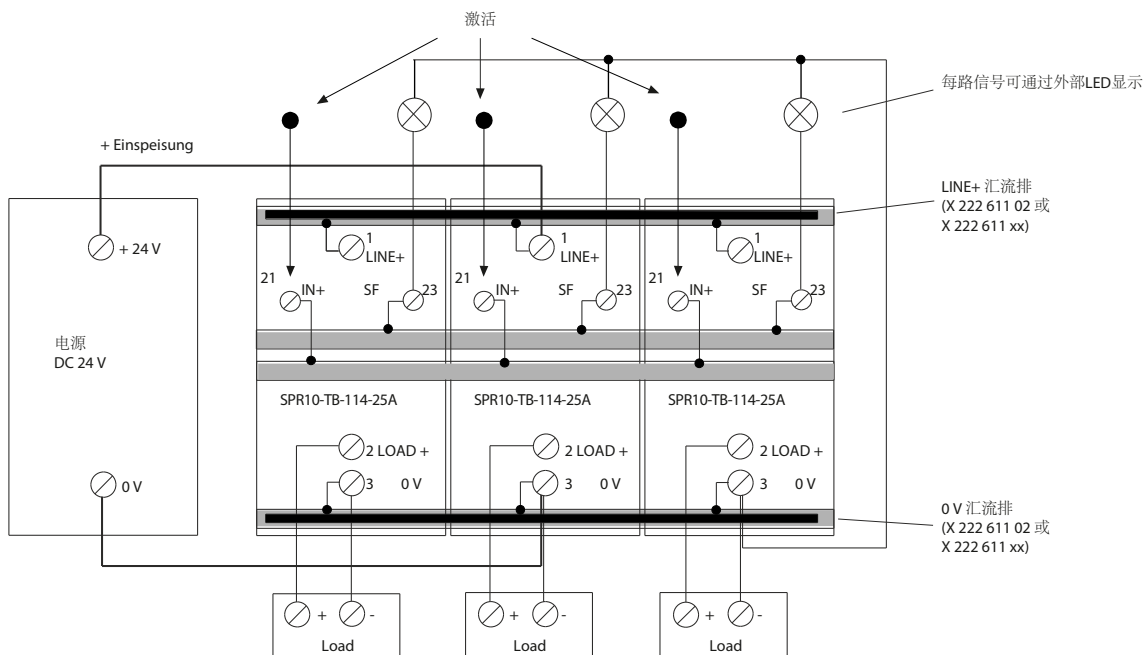 激活
每路信号可通过外部LED显示
+ Einspeisung
LINE+ 汇流排
(X 222 611 02 或
X 222 611 xx)
+ 24 V
1
LINE+
1
LINE+
1
LINE+
21
IN+
SF
23
21
IN+
SF
23
21
IN+
SF
23
电源
DC 24 V
SPR10-TB-114-25A
SPR10-TB-114-25A
SPR10-TB-114-25A
2 LOAD +
2 LOAD +
2 LOAD +
0 V
3 0 V
3 0 V
3 0 V
0 V 汇流排
(X 222 611 02 或
X 222 611 xx)
+ -
Load
+ -
Load
+ -
Load